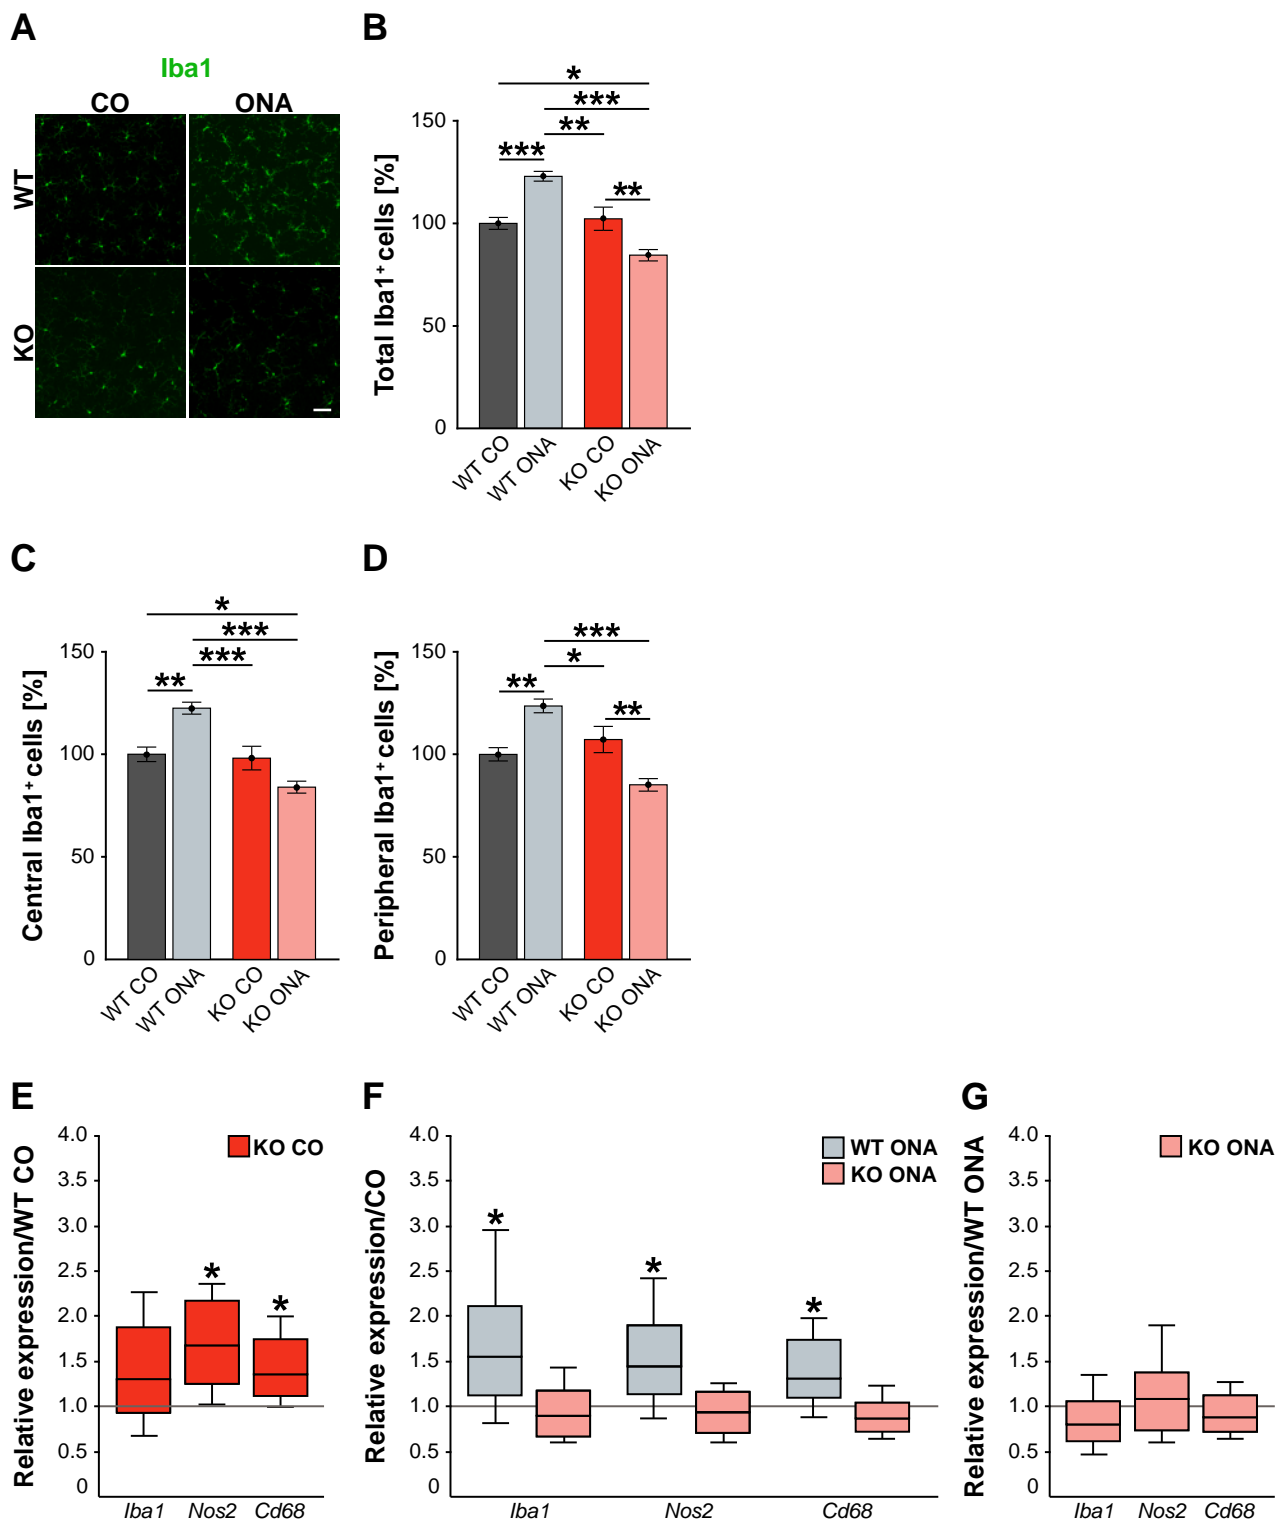 A
Iba1
CO ONA
WT
KO
B
Total Iba1⁺ cells [%]
150
100
50
0
*
***
**
***
**
WT CO
WT ONA
KO CO
KO ONA
C
Central Iba1⁺ cells [%]
150
100
50
0
*
***
***
**
WT CO
WT ONA
KO CO
KO ONA
D
Peripheral Iba1⁺ cells [%]
150
100
50
0
***
*
**
**
WT CO
WT ONA
KO CO
KO ONA
E
Relative expression/WT CO
4.0
3.5
3.0
2.5
2.0
1.5
1.0
0.5
0
KO CO
*
*
Iba1 Nos2 Cd68
F
Relative expression/CO
4.0
3.5
3.0
2.5
2.0
1.5
1.0
0.5
0
WT ONA
KO ONA
*
*
*
Iba1 Nos2 Cd68
G
Relative expression/WT ONA
4.0
3.5
3.0
2.5
2.0
1.5
1.0
0.5
0
KO ONA
Iba1 Nos2 Cd68